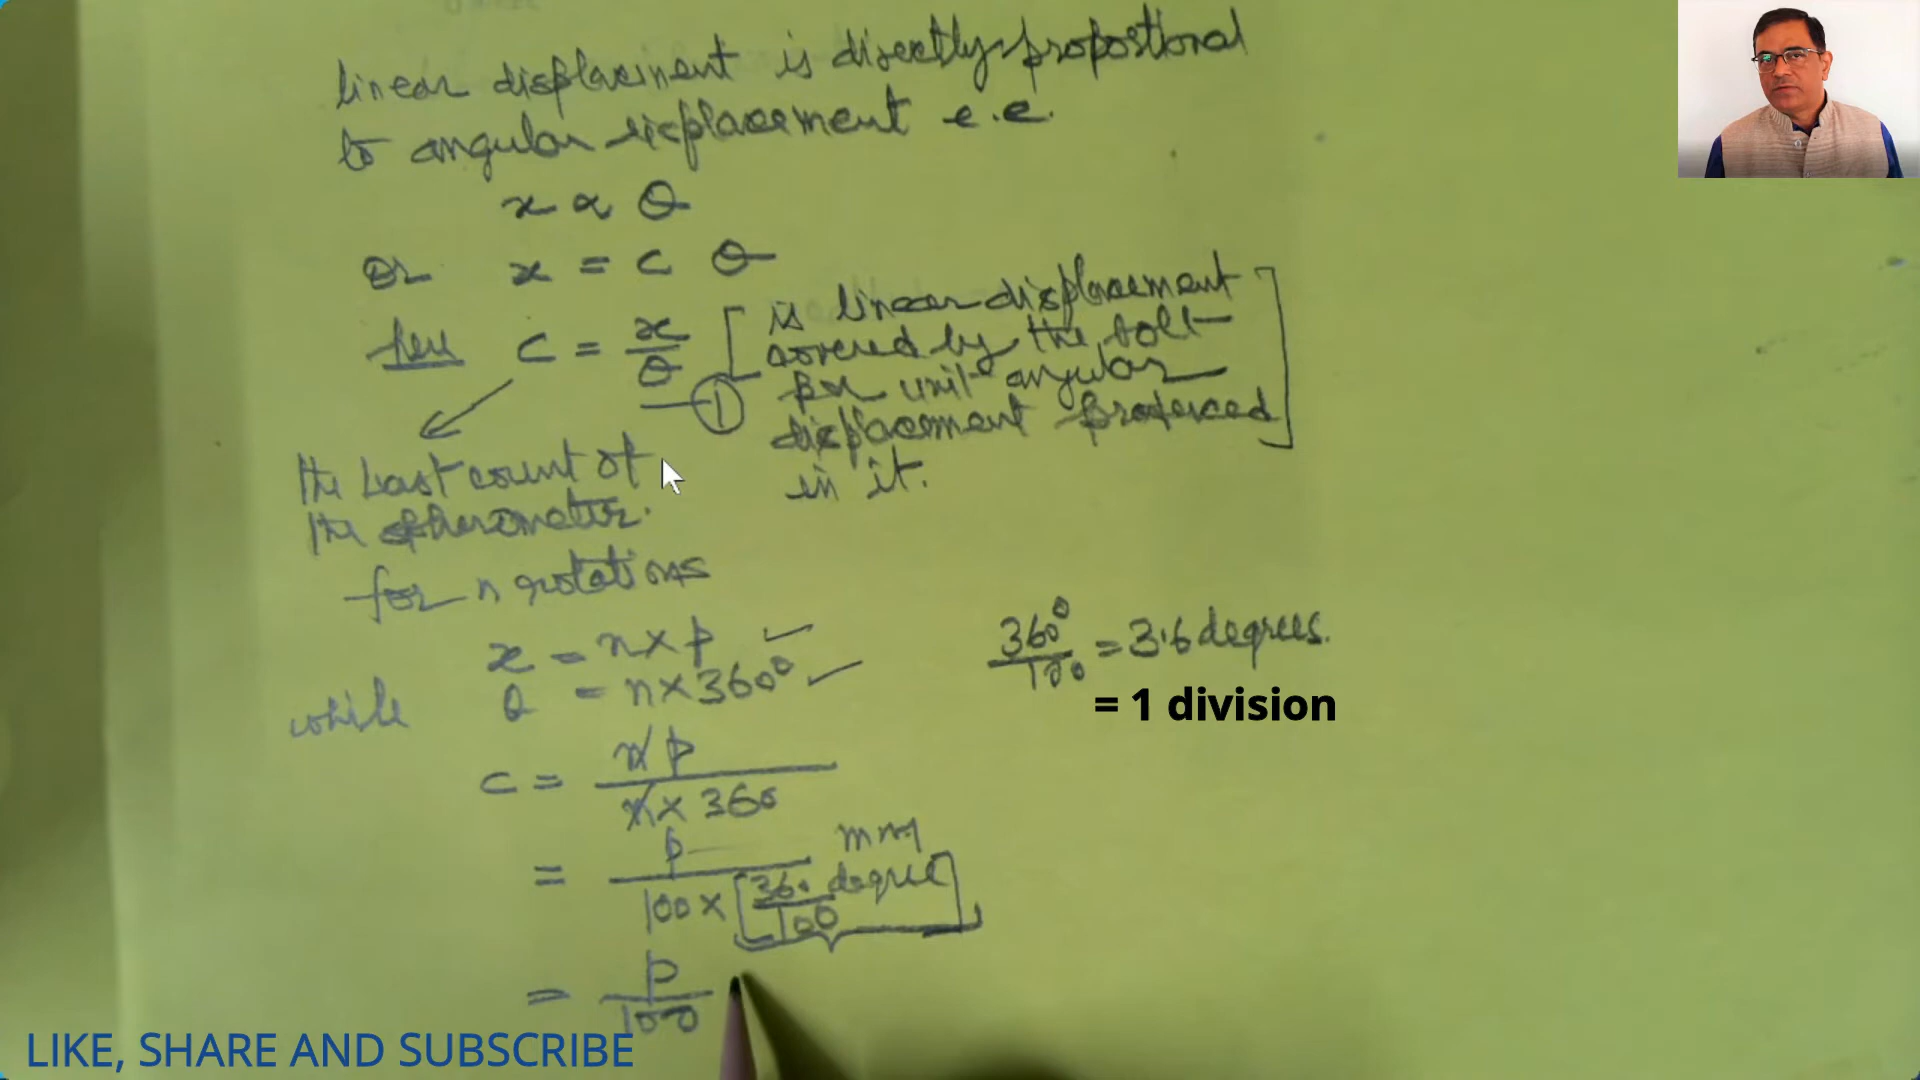 linear displacement is directly proportional
to angular displacement e.e.
x ∝ θ
or x = c θ
here c = x/θ [is linear displacement
covered by the bolt
per unit angular
displacement produced
in it.]
— ①
the least count of
the spherometer.
for n rotations
x = n × p ✓
while θ = n × 360° ✓
360°/100 = 3.6 degrees.
= 1 division
c = n p / n × 360
= p / 100 × [360/100 degree] mm
= p/100
LIKE, SHARE AND SUBSCRIBE